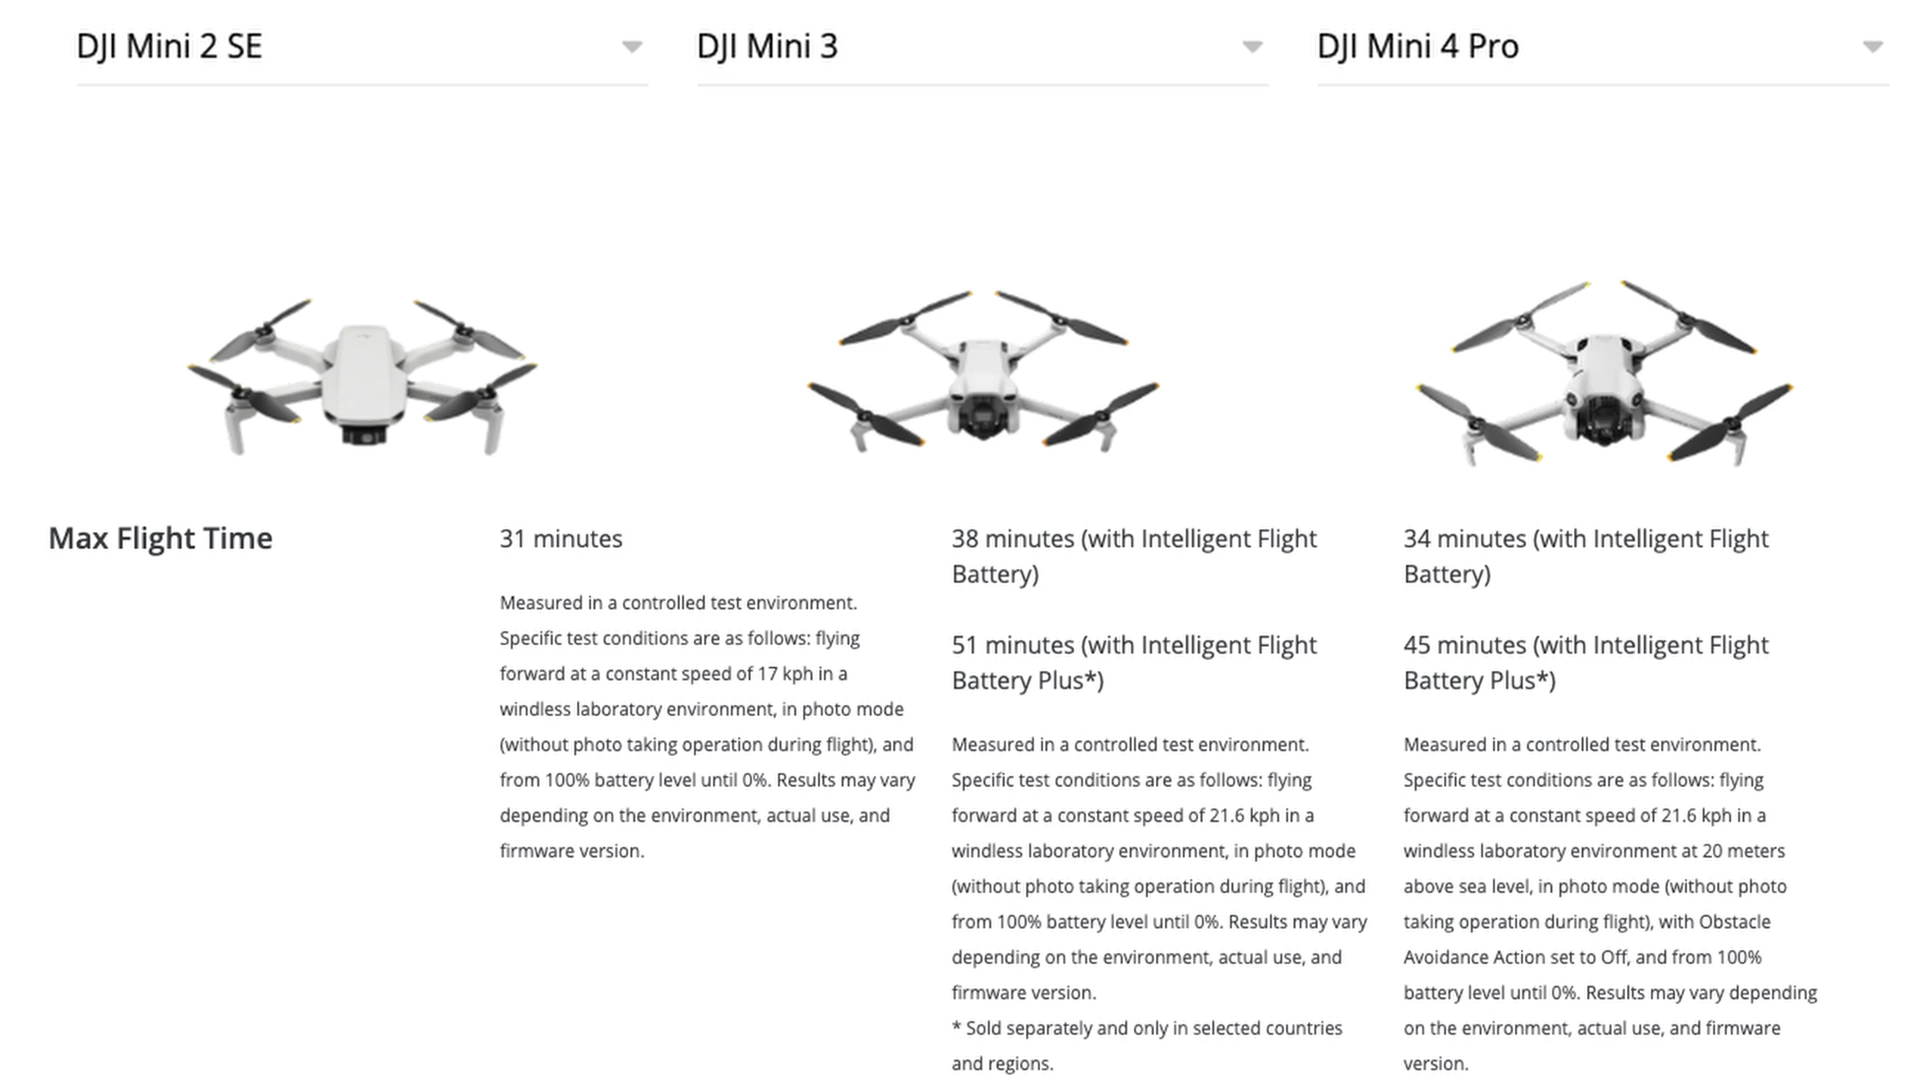 DJI Mini 2 SE
DJI Mini 3
DJI Mini 4 Pro
Max Flight Time
31 minutes
Measured in a controlled test environment.
Specific test conditions are as follows: flying
forward at a constant speed of 17 kph in a
windless laboratory environment, in photo mode
(without photo taking operation during flight), and
from 100% battery level until 0%. Results may vary
depending on the environment, actual use, and
firmware version.
38 minutes (with Intelligent Flight
Battery)
51 minutes (with Intelligent Flight
Battery Plus*)
Measured in a controlled test environment.
Specific test conditions are as follows: flying
forward at a constant speed of 21.6 kph in a
windless laboratory environment, in photo mode
(without photo taking operation during flight), and
from 100% battery level until 0%. Results may vary
depending on the environment, actual use, and
firmware version.
* Sold separately and only in selected countries
and regions.
34 minutes (with Intelligent Flight
Battery)
45 minutes (with Intelligent Flight
Battery Plus*)
Measured in a controlled test environment.
Specific test conditions are as follows: flying
forward at a constant speed of 21.6 kph in a
windless laboratory environment at 20 meters
above sea level, in photo mode (without photo
taking operation during flight), with Obstacle
Avoidance Action set to Off, and from 100%
battery level until 0%. Results may vary depending
on the environment, actual use, and firmware
version.